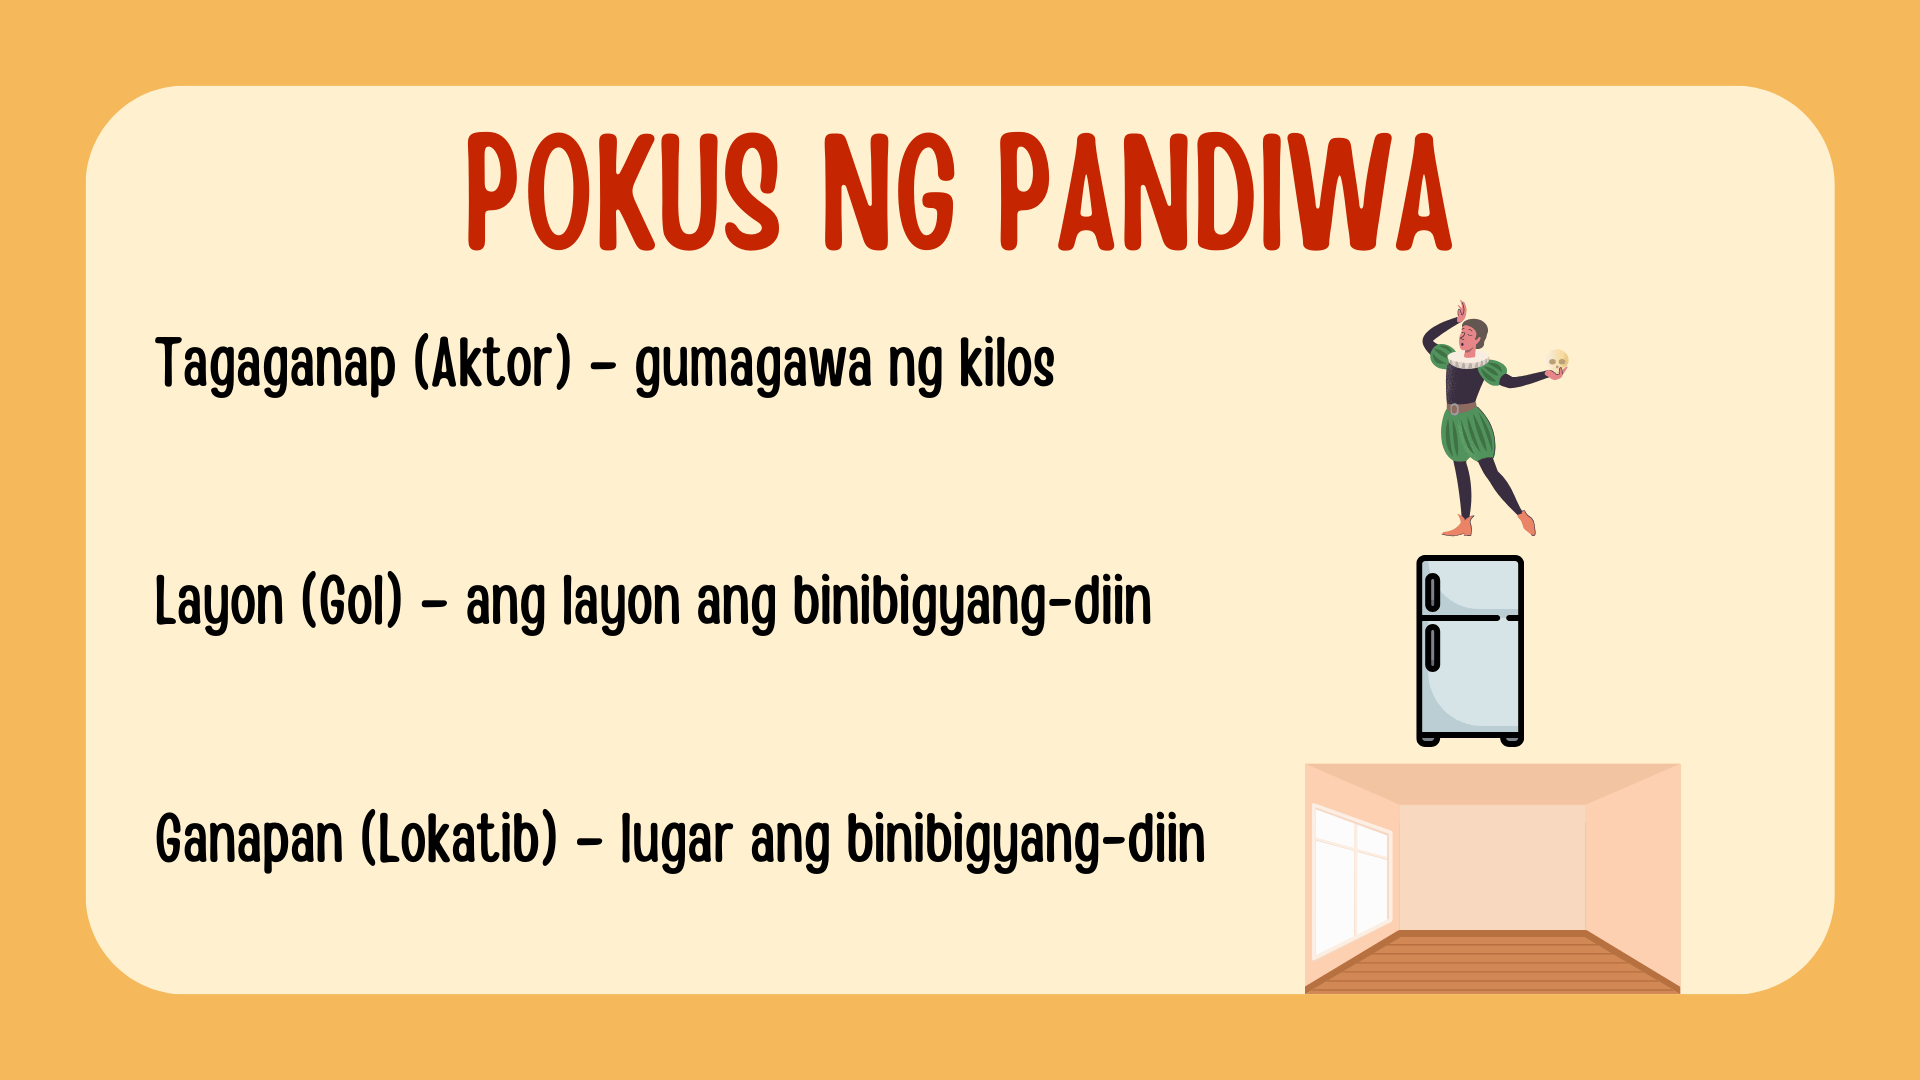 POKUS NG PANDIWA
Tagaganap (Aktor) – gumagawa ng kilos
Layon (Gol) – ang layon ang binibigyang-diin
Ganapan (Lokatib) – lugar ang binibigyang-diin